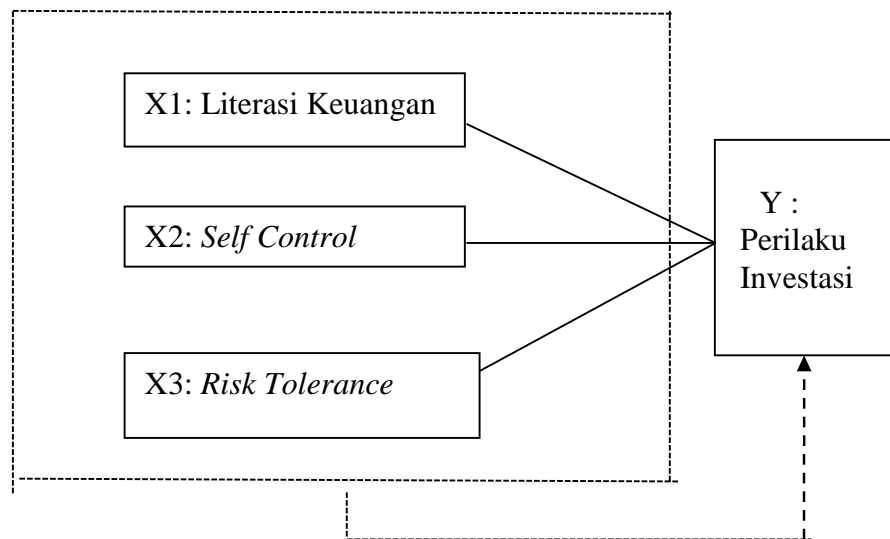 X1: Literasi Keuangan
X2: Self Control
X3: Risk Tolerance
Y :
Perilaku
Investasi